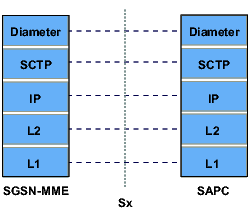 Diameter Diameter
SCTP SCTP
IP IP
L2 L2
L1 L1
SGSN-MME SAPC
Sx